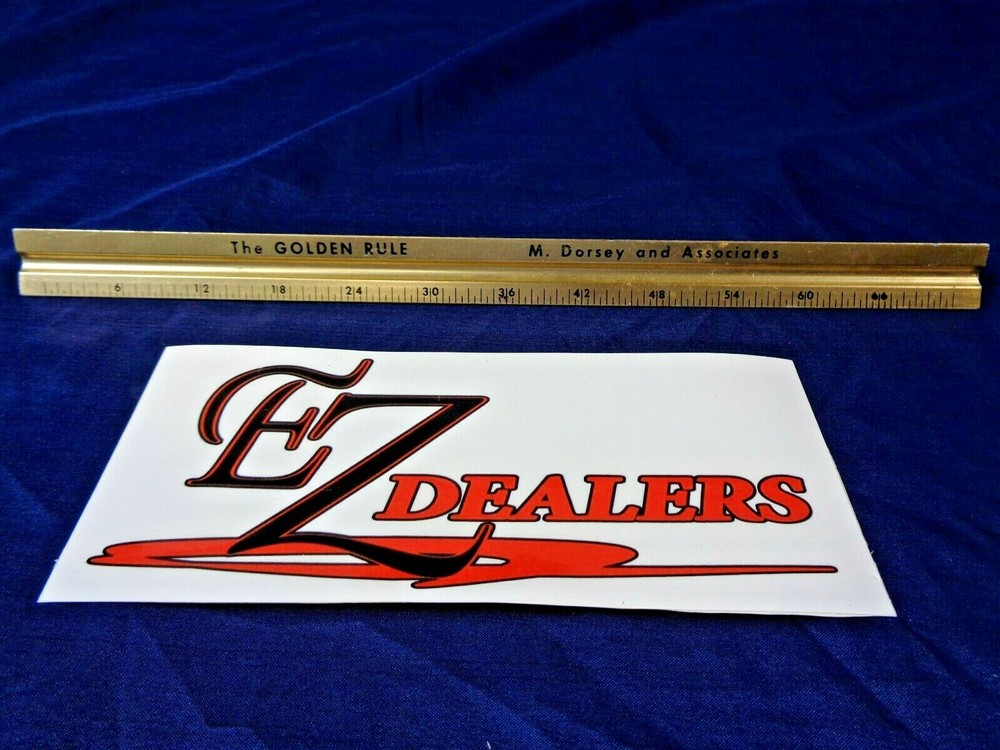 The GOLDEN RULE M. Dorsey and Associates
6 12 18 24 30 36 42 48 54 60 66
EZ
DEALERS